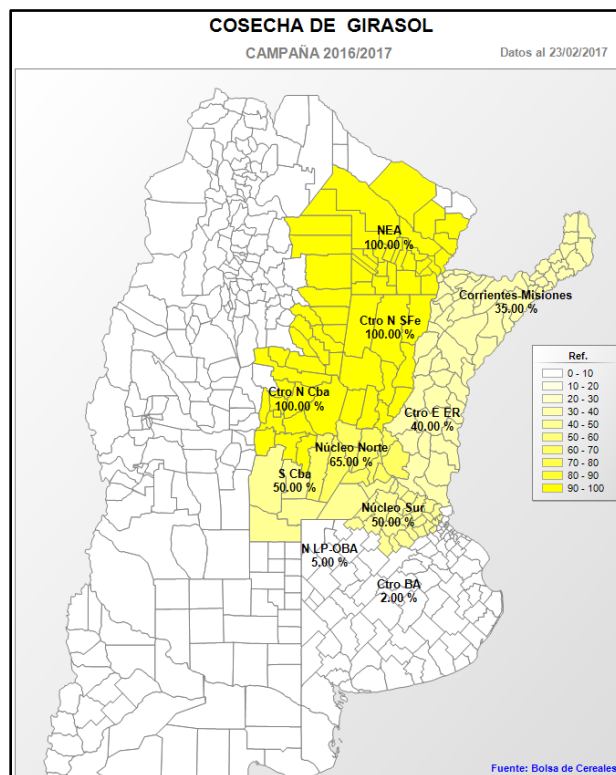 COSECHA DE GIRASOL
CAMPAÑA 2016/2017
Datos al 23/02/2017
NEA
100.00 %
Corrientes-Misiones
35.00 %
Ctro N SFe
100.00 %
Ref.
0 - 10
10 - 20
20 - 30
30 - 40
40 - 50
50 - 60
60 - 70
70 - 80
80 - 90
90 - 100
Ctro N Cba
100.00 %
Ctro E ER
40.00 %
Núcleo Norte
65.00 %
S Cba
50.00 %
Núcleo Sur
50.00 %
N LP-OBA
5.00 %
Ctro BA
2.00 %
Fuente: Bolsa de Cereales